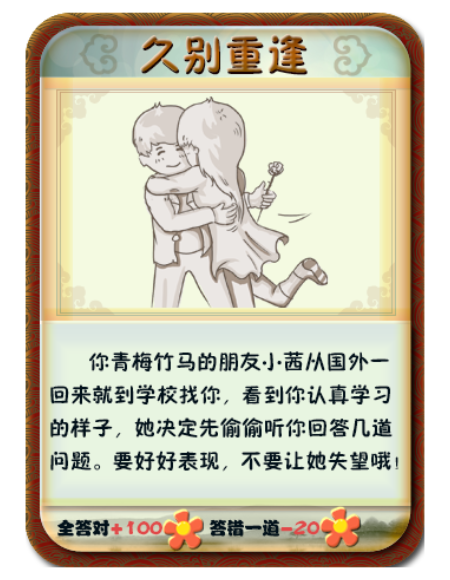 久别重逢
你青梅竹马的朋友小茜从国外一
回来就到学校找你，看到你认真学习
的样子，她决定先偷偷听你回答几道
问题。要好好表现，不要让她失望哦！
全答对+100 答错一道-20